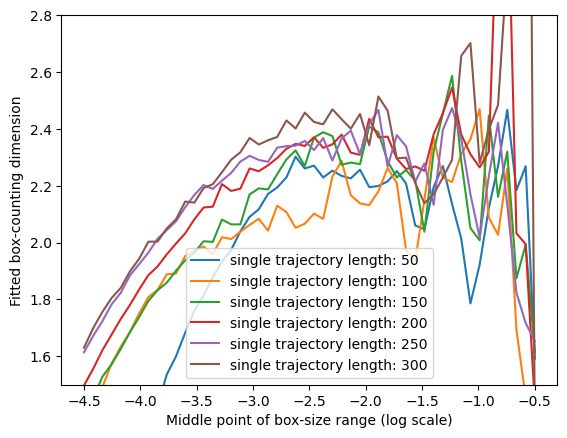 2.8
2.6
2.4
2.2
2.0
1.8
1.6
Fitted box-counting dimension
single trajectory length: 50
single trajectory length: 100
single trajectory length: 150
single trajectory length: 200
single trajectory length: 250
single trajectory length: 300
−4.5 −4.0 −3.5 −3.0 −2.5 −2.0 −1.5 −1.0 −0.5
Middle point of box-size range (log scale)